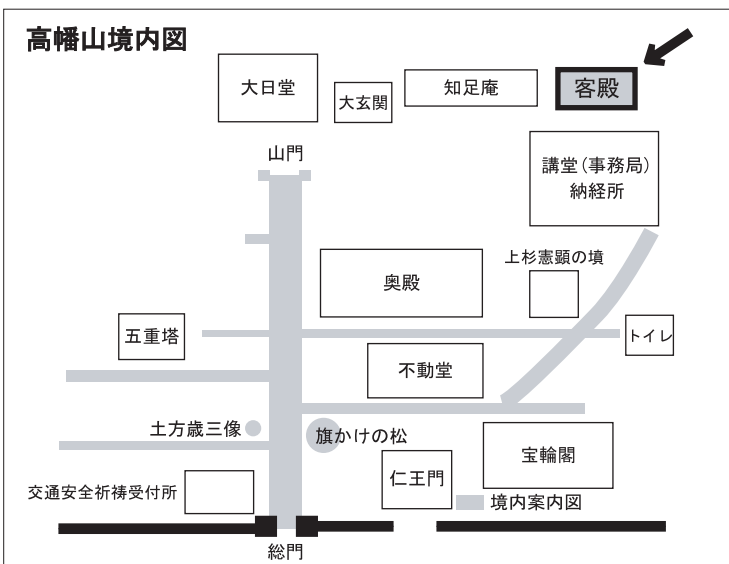 高幡山境内図
大日堂
大玄関
知足庵
客殿
山門
講堂(事務局)
納経所
上杉憲顕の墳
奥殿
五重塔
トイレ
不動堂
土方歳三像
旗かけの松
宝輪閣
仁王門
交通安全祈祷受付所
境内案内図
総門